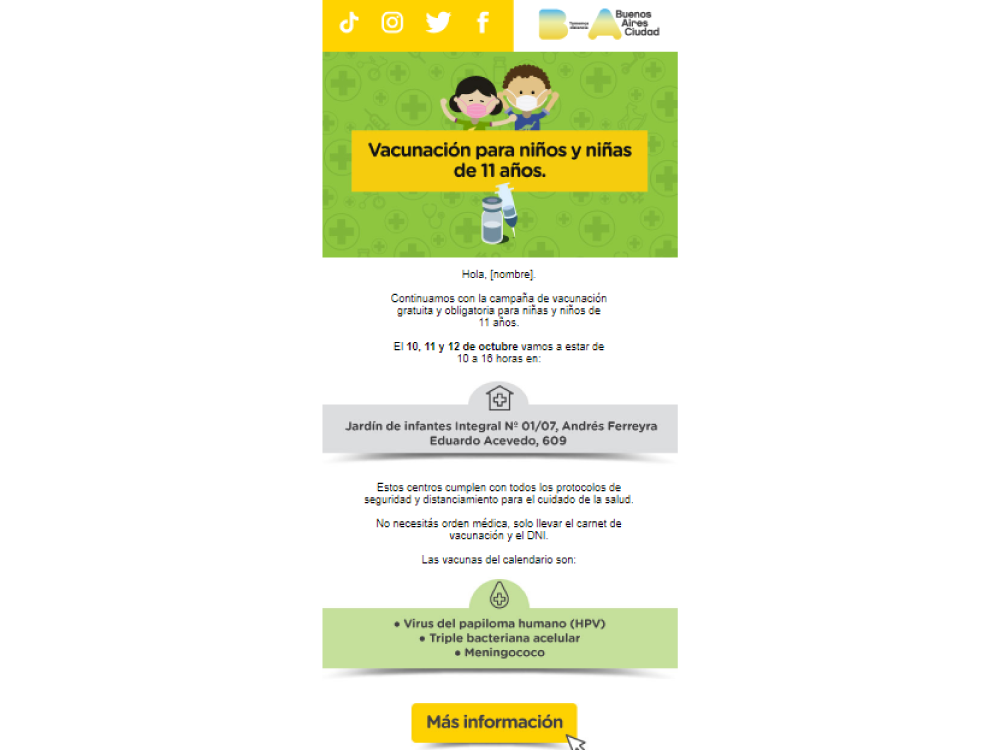 BA
Buenos
Aires
Ciudad
Vacunación para niños y niñas
de 11 años.
Hola, [nombre].
Continuamos con la campaña de vacunación
gratuita y obligatoria para niñas y niños de
11 años.
El 10, 11 y 12 de octubre vamos a estar de
10 a 16 horas en:
Jardín de infantes Integral Nº 01/07, Andrés Ferreyra
Eduardo Acevedo, 609
Estos centros cumplen con todos los protocolos de
seguridad y distanciamiento para el cuidado de la salud.
No necesitás orden médica, solo llevar el carnet de
vacunación y el DNI.
Las vacunas del calendario son:
● Virus del papiloma humano (HPV)
● Triple bacteriana acelular
● Meningococo
Más información